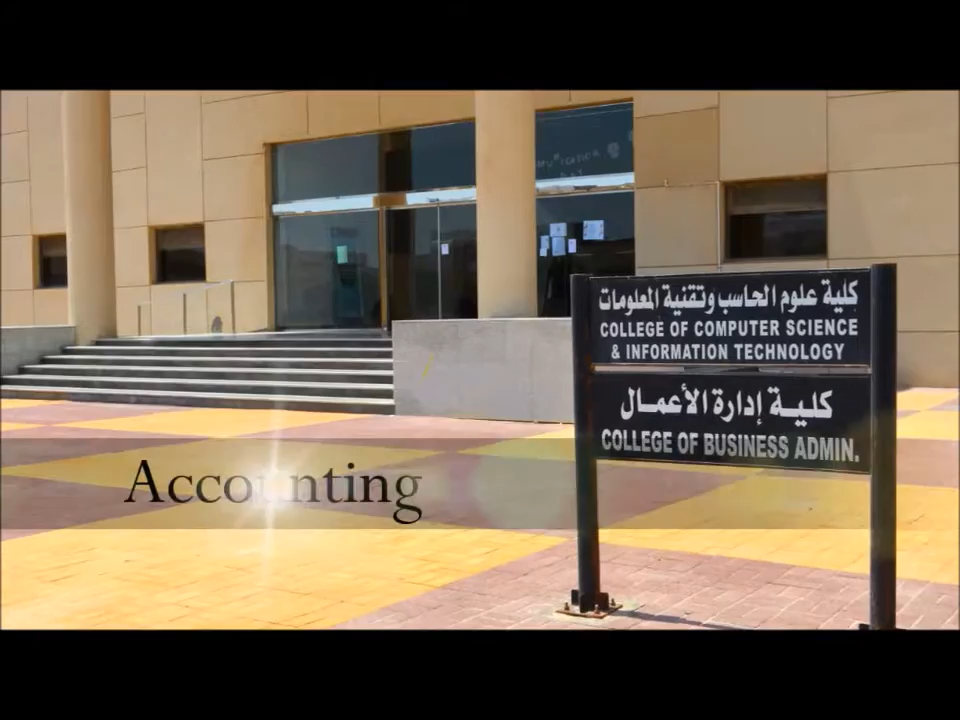 كلية علوم الحاسب وتقنية المعلومات
COLLEGE OF COMPUTER SCIENCE
& INFORMATION TECHNOLOGY
كلية إدارة الأعمال
COLLEGE OF BUSINESS ADMIN.
Accounting